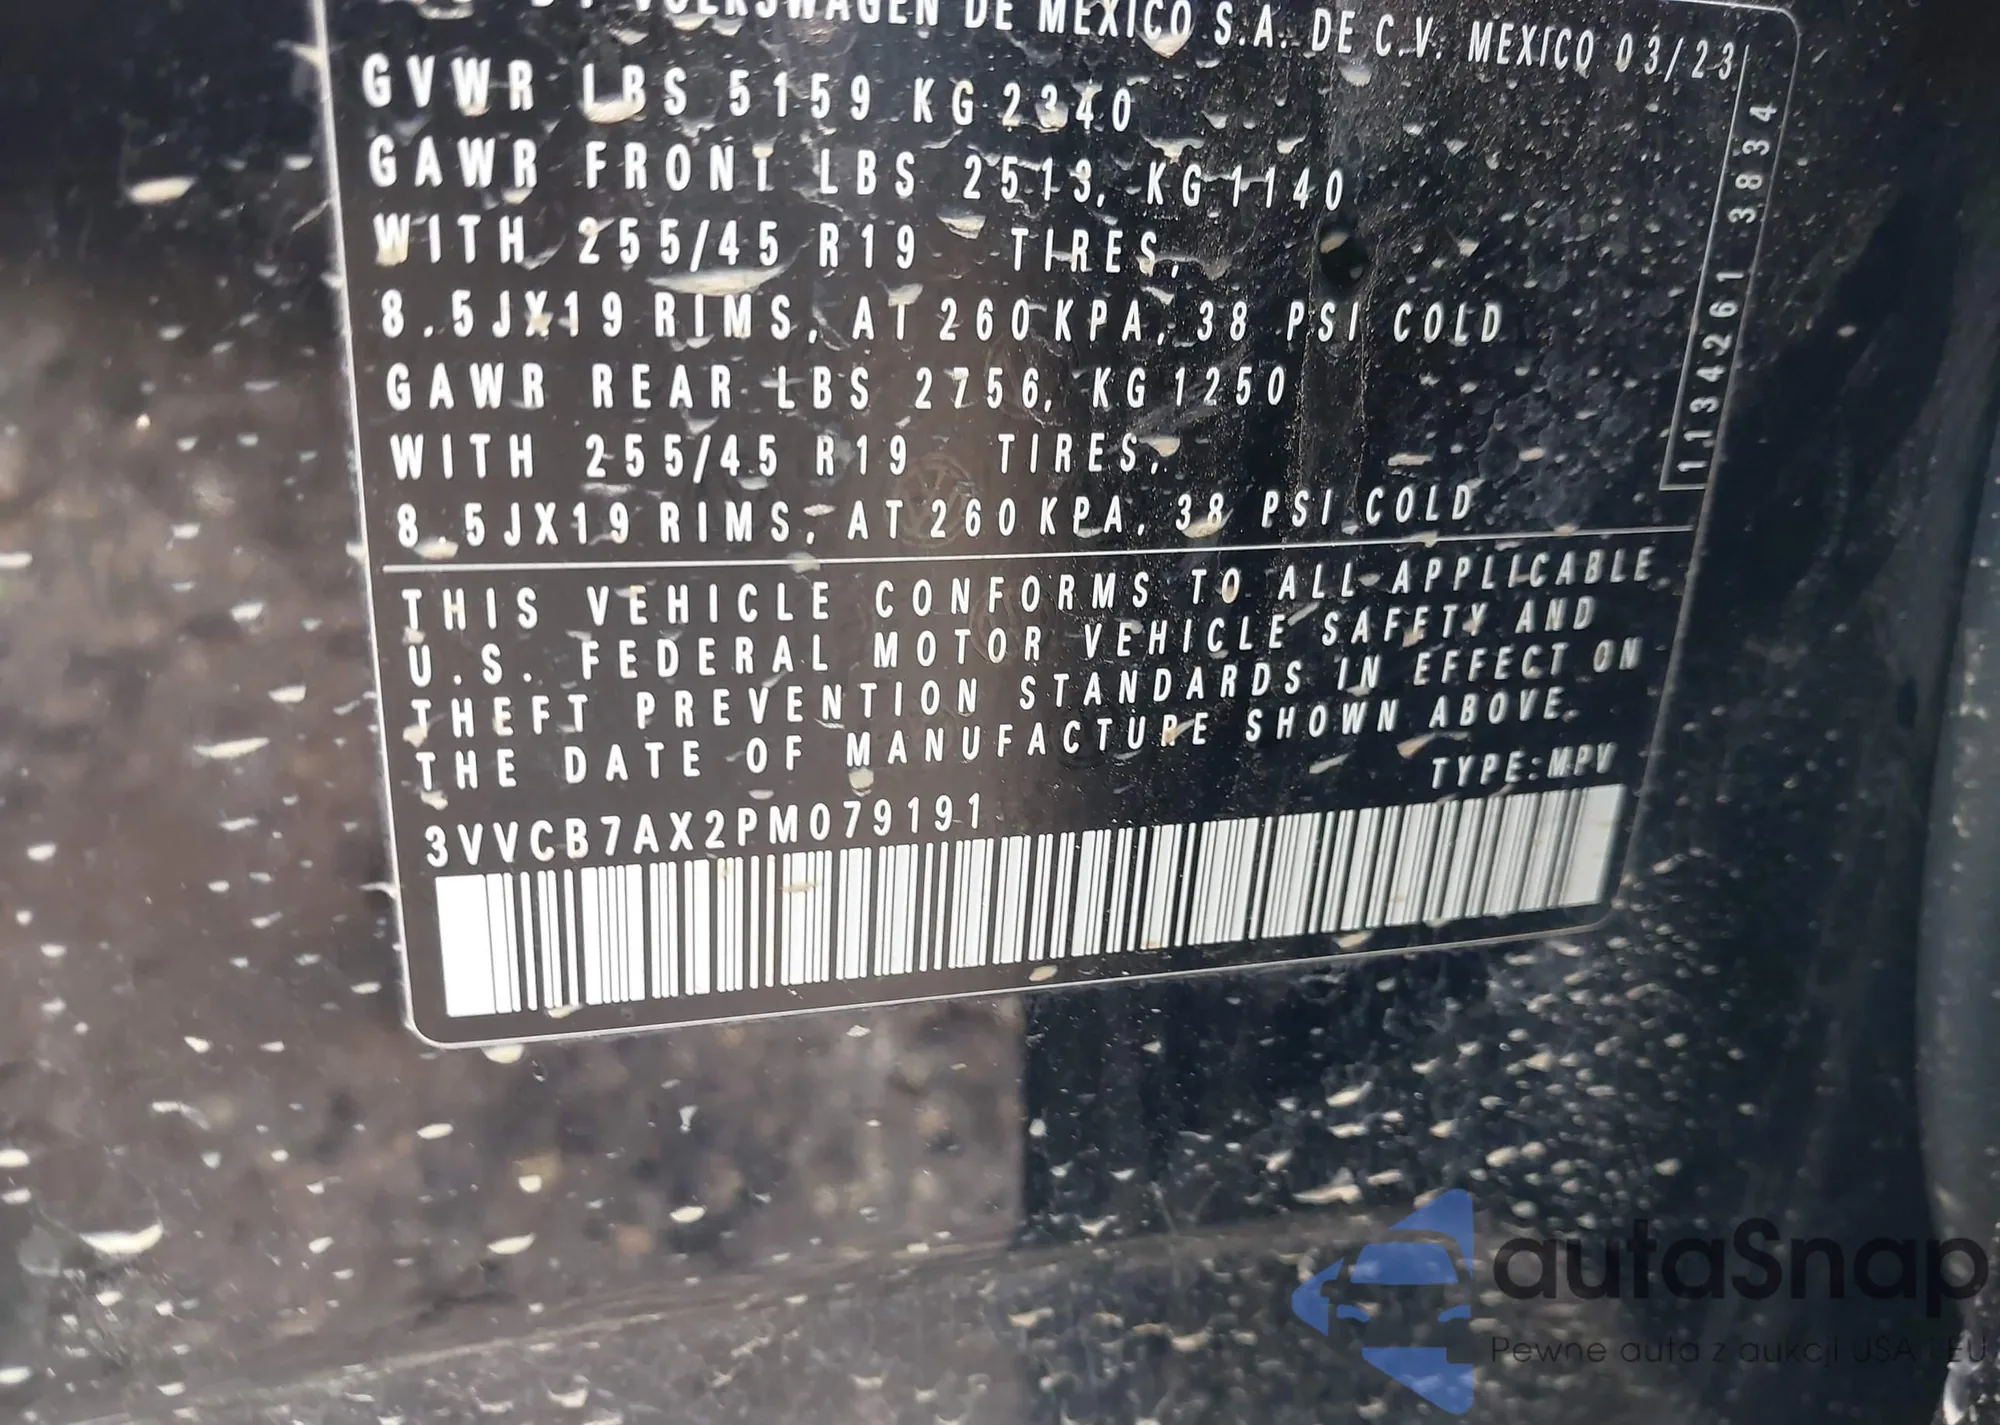 VOLKSWAGEN DE MEXICO S.A. DE C.V. MEXICO 03/23
GVWR LBS 5159 KG 2340
GAWR FRONT LBS 2513, KG 1140
WITH 255/45 R19 TIRES,
8.5JX19 RIMS, AT 260 KPA, 38 PSI COLD
GAWR REAR LBS 2756, KG 1250
WITH 255/45 R19 TIRES,
8.5JX19 RIMS, AT 260 KPA, 38 PSI COLD
1134261 3834
THIS VEHICLE CONFORMS TO ALL APPLICABLE
U.S. FEDERAL MOTOR VEHICLE SAFETY AND
THEFT PREVENTION STANDARDS IN EFFECT ON
THE DATE OF MANUFACTURE SHOWN ABOVE.
TYPE:MPV
3VVCB7AX2PM079191
autaSnap
Pewne auta z aukcji USA i EU